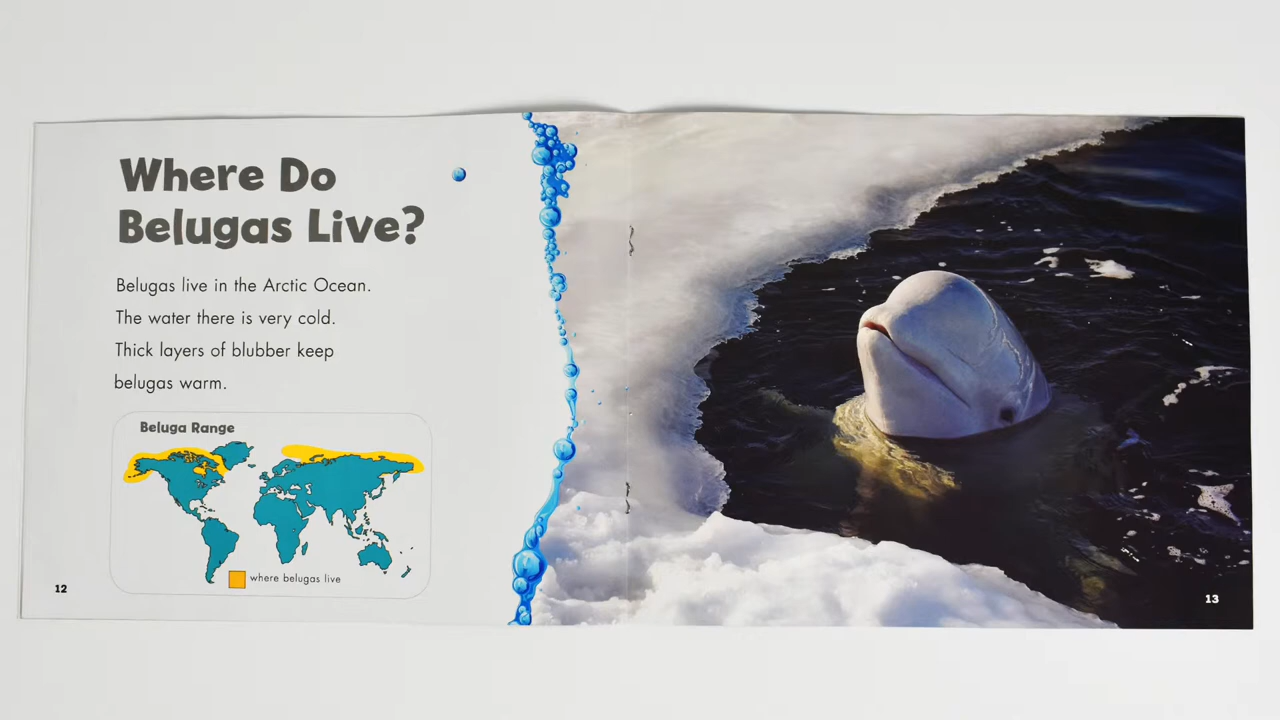 Where Do
Belugas Live?
Belugas live in the Arctic Ocean.
The water there is very cold.
Thick layers of blubber keep
belugas warm.
Beluga Range
where belugas live
12
13